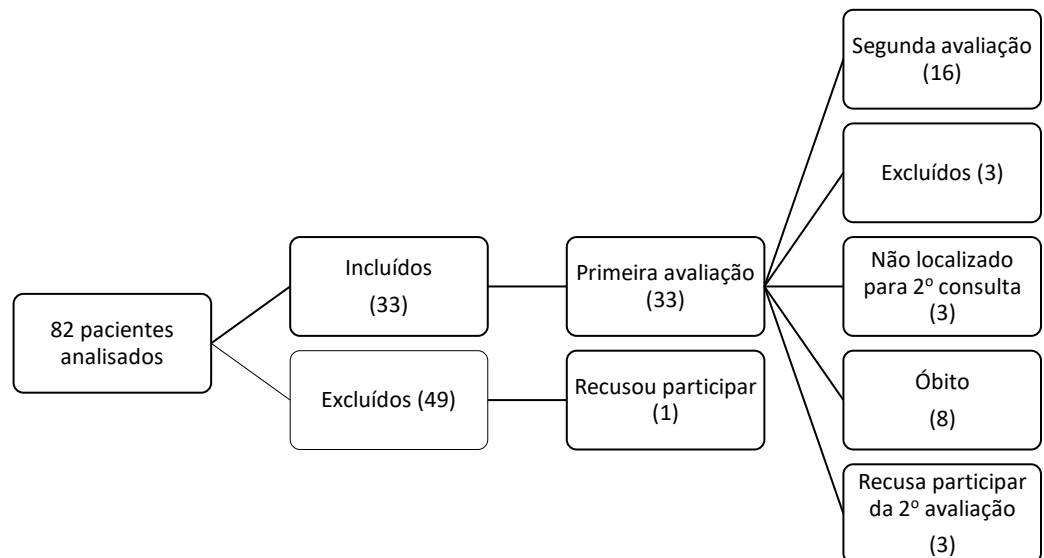 82 pacientes
analisados
Incluídos
(33)
Excluídos (49)
Primeira avaliação
(33)
Recusou participar
(1)
Segunda avaliação
(16)
Excluídos (3)
Não localizado
para 2º consulta
(3)
Óbito
(8)
Recusa participar
da 2º avaliação
(3)